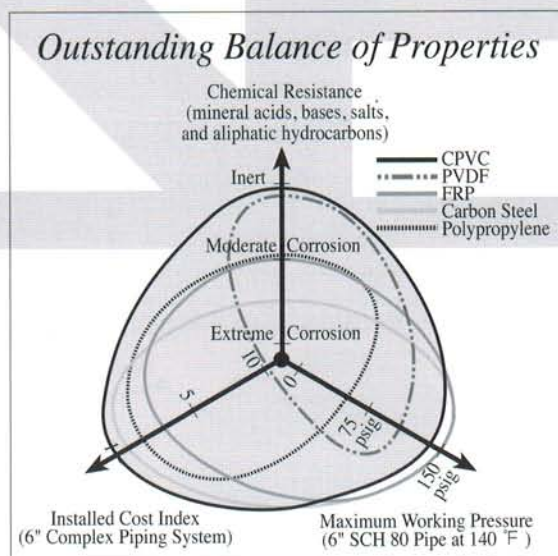 Outstanding Balance of Properties
Chemical Resistance
(mineral acids, bases, salts,
and aliphatic hydrocarbons)
CPVC
PVDF
FRP
Carbon Steel
Polypropylene
Inert
Moderate Corrosion
Extreme Corrosion
10
0
5
75
psig
150
psig
Installed Cost Index
(6" Complex Piping System)
Maximum Working Pressure
(6" SCH 80 Pipe at 140 °F)